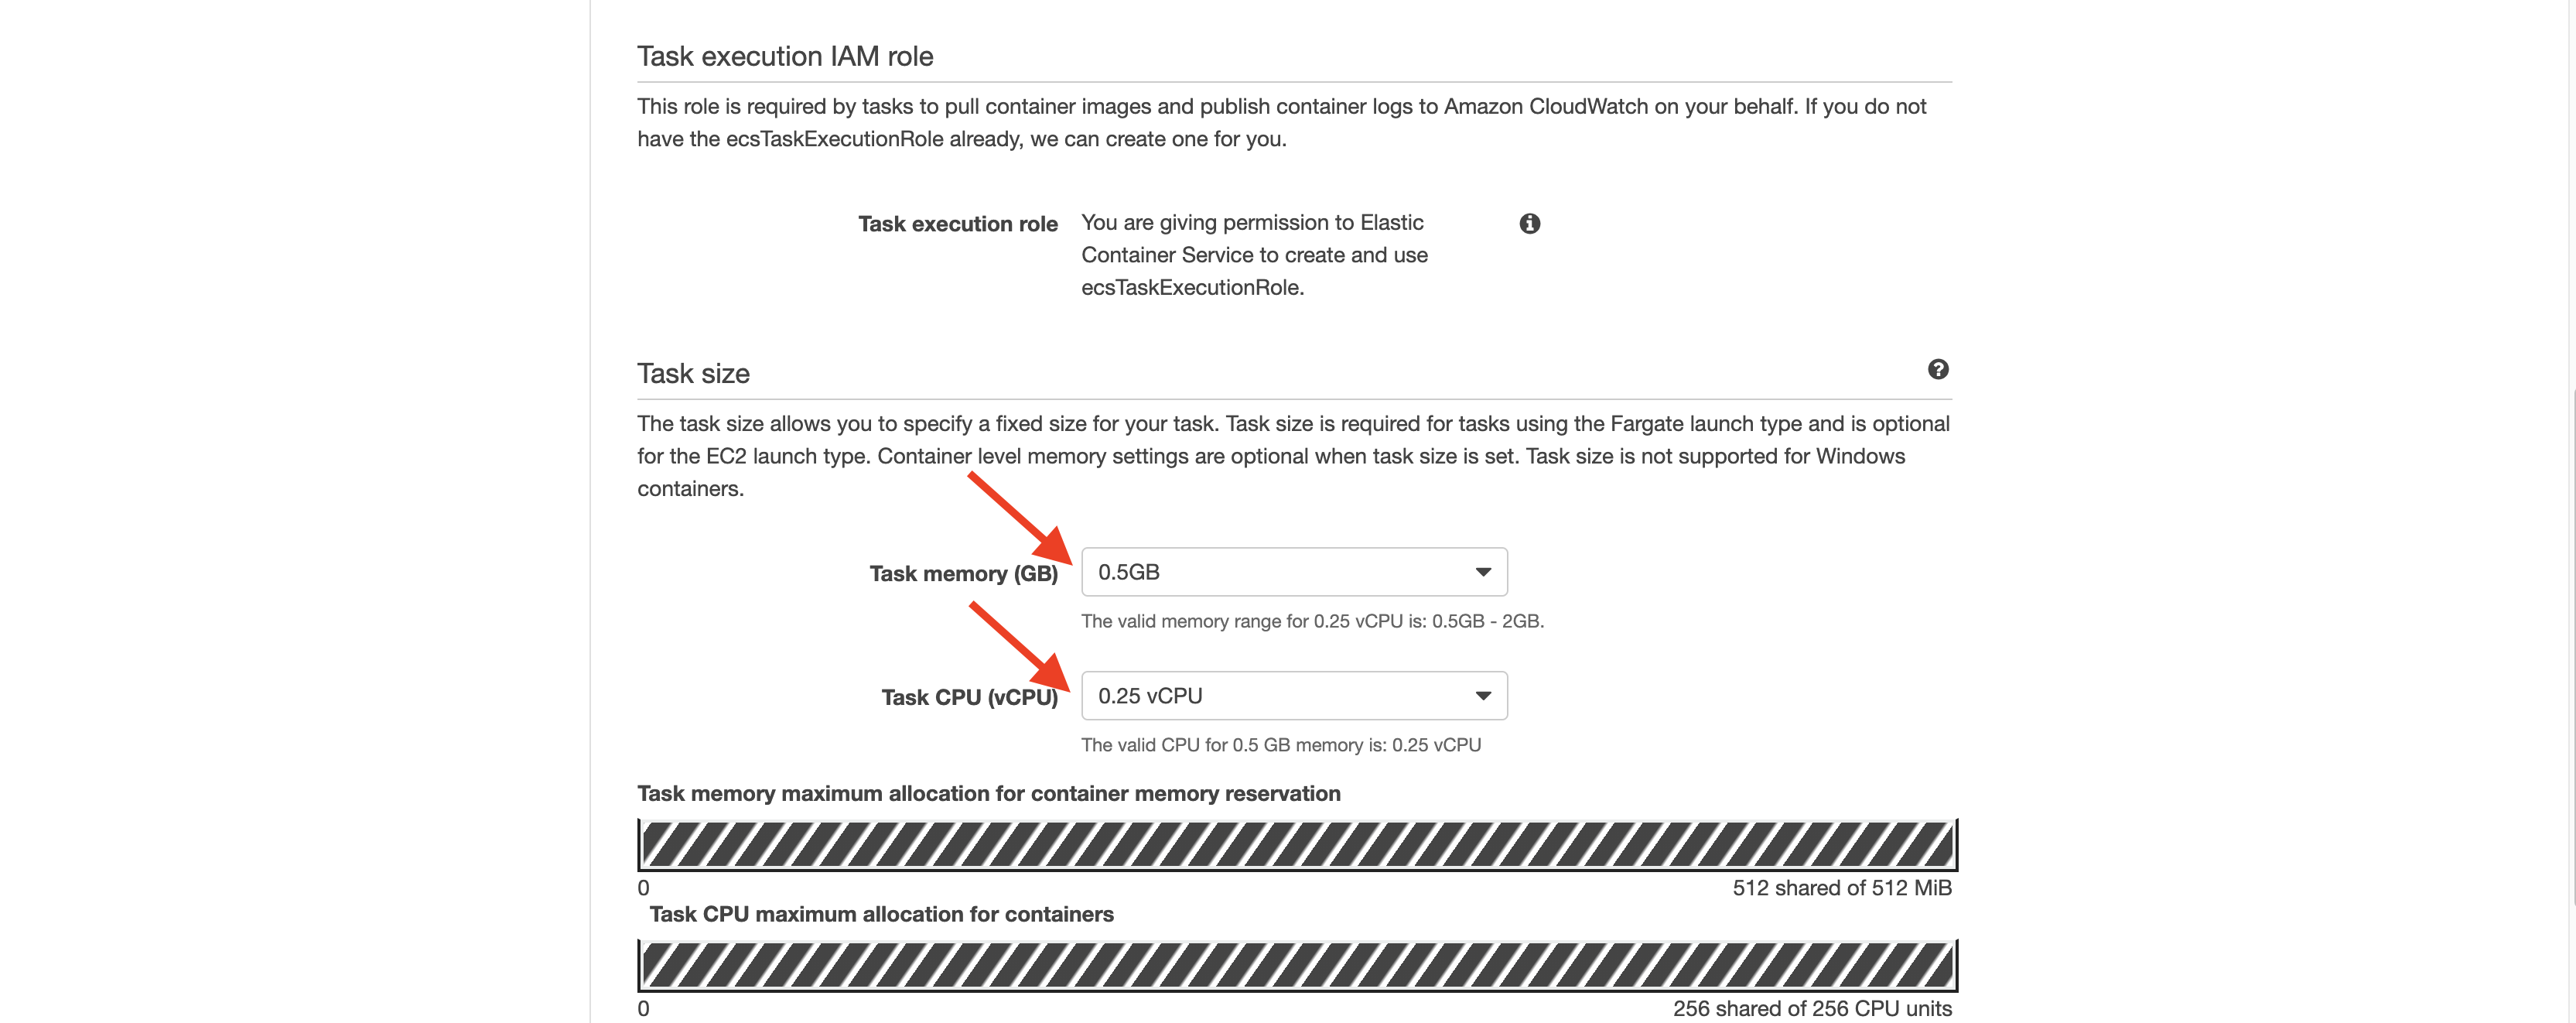 Task execution IAM role
This role is required by tasks to pull container images and publish container logs to Amazon CloudWatch on your behalf. If you do not
have the ecsTaskExecutionRole already, we can create one for you.
Task execution role
You are giving permission to Elastic
Container Service to create and use
ecsTaskExecutionRole.
Task size
The task size allows you to specify a fixed size for your task. Task size is required for tasks using the Fargate launch type and is optional
for the EC2 launch type. Container level memory settings are optional when task size is set. Task size is not supported for Windows
containers.
Task memory (GB)
0.5GB
The valid memory range for 0.25 vCPU is: 0.5GB - 2GB.
Task CPU (vCPU)
0.25 vCPU
The valid CPU for 0.5 GB memory is: 0.25 vCPU
Task memory maximum allocation for container memory reservation
0
512 shared of 512 MiB
Task CPU maximum allocation for containers
0
256 shared of 256 CPU units